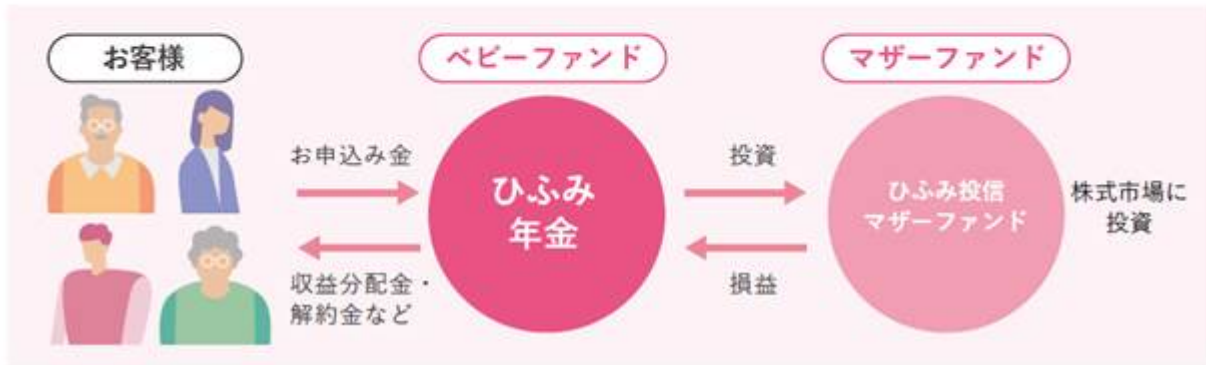 お客様
ベビーファンド
マザーファンド
お申込み金
ひふみ
年金
収益分配金・
解約金など
投資
ひふみ投信
マザーファンド
損益
株式市場に
投資